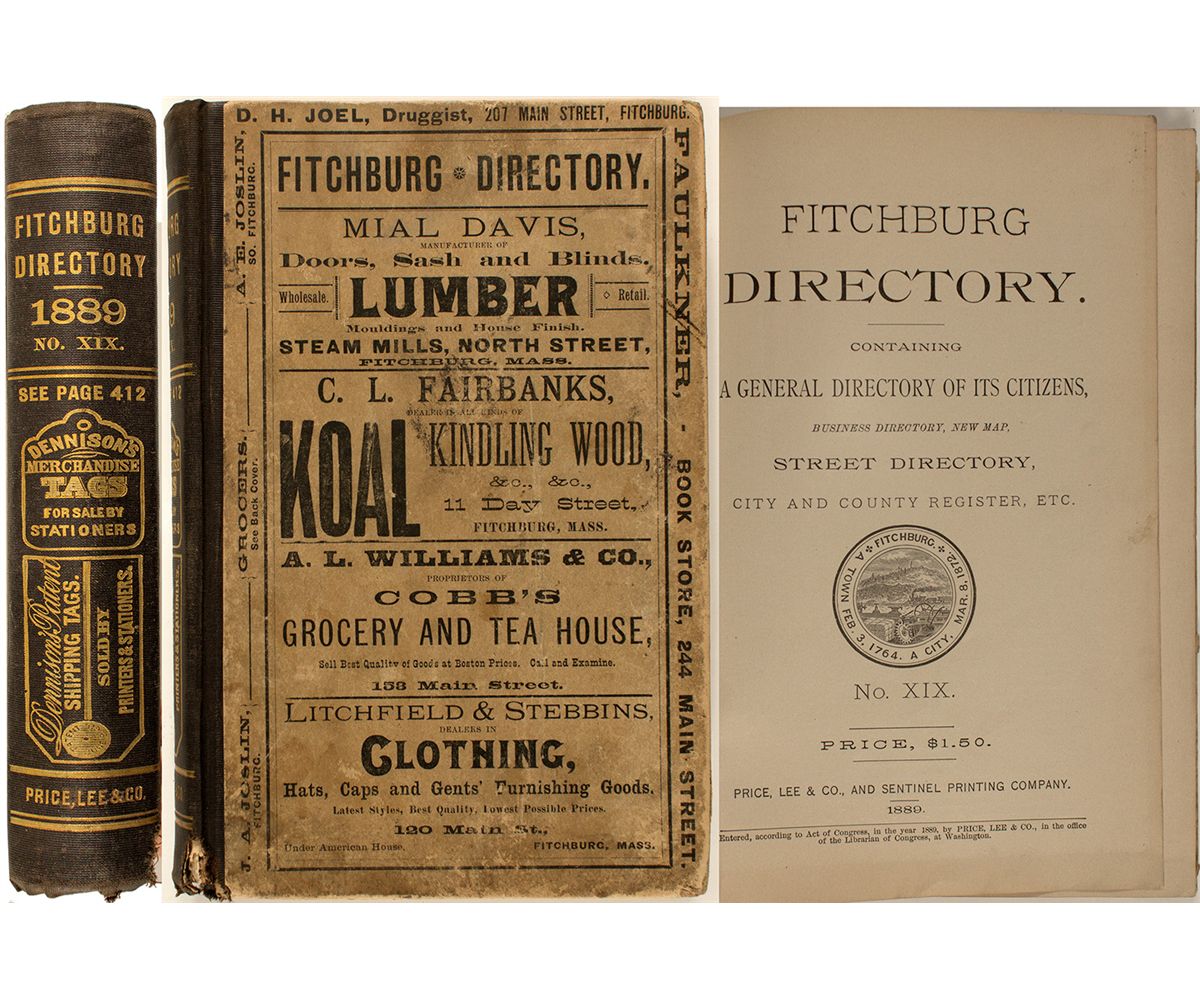 FITCHBURG
DIRECTORY
1889
NO. XIX.
SEE PAGE 412
DENNISON'S
MERCHANDISE
TAGS
FOR SALE BY
STATIONERS
Dennison's Patent
SHIPPING TAGS.
SOLD BY
PRINTERS & STATIONERS.
PRICE, LEE & CO.
D. H. JOEL, Druggist, 207 MAIN STREET, FITCHBURG.
A. E. JOSLIN,
SO. FITCHBURG.
GROCERS.
See Back Cover.
J. A. JOSLIN,
FITCHBURG.
FITCHBURG DIRECTORY.
MIAL DAVIS,
MANUFACTURER OF
Doors, Sash and Blinds.
Wholesale. LUMBER Retail.
Mouldings and House Finish.
STEAM MILLS, NORTH STREET,
FITCHBURG, MASS.
C. L. FAIRBANKS,
DEALER IN ALL KINDS OF
KOAL KINDLING WOOD,
&c., &c.,
11 Day Street,
FITCHBURG, MASS.
A. L. WILLIAMS & CO.,
PROPRIETORS OF
COBB'S
GROCERY AND TEA HOUSE,
Sell Best Quality of Goods at Boston Prices. Call and Examine.
158 Main Street.
LITCHFIELD & STEBBINS,
DEALERS IN
CLOTHING,
Hats, Caps and Gents' Furnishing Goods.
Latest Styles, Best Quality, Lowest Possible Prices.
120 Main St.,
Under American House. FITCHBURG, MASS.
FAULKNER, - BOOK STORE, 244 MAIN STREET.
FITCHBURG
DIRECTORY.
CONTAINING
A GENERAL DIRECTORY OF ITS CITIZENS,
BUSINESS DIRECTORY, NEW MAP,
STREET DIRECTORY,
CITY AND COUNTY REGISTER, ETC.
FITCHBURG.
A TOWN FEB. 3, 1764. A CITY, MAR. 8, 1872
No. XIX.
PRICE, $1.50.
PRICE, LEE & CO., AND SENTINEL PRINTING COMPANY.
1889.
Entered, according to Act of Congress, in the year 1889, by PRICE, LEE & CO., in the office
of the Librarian of Congress, at Washington.